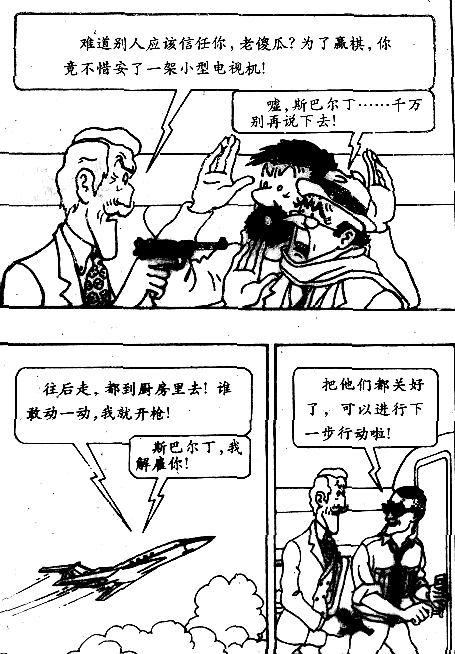 难道别人应该信任你，老傻瓜？为了赢棋，你
竟不惜安了一架小型电视机！
嘘，斯巴尔丁……千万
别再说下去！
往后走，都到厨房里去！谁
敢动一动，我就开枪！
斯巴尔丁，我
解雇你！
把他们都关好
了，可以进行下
一步行动啦！